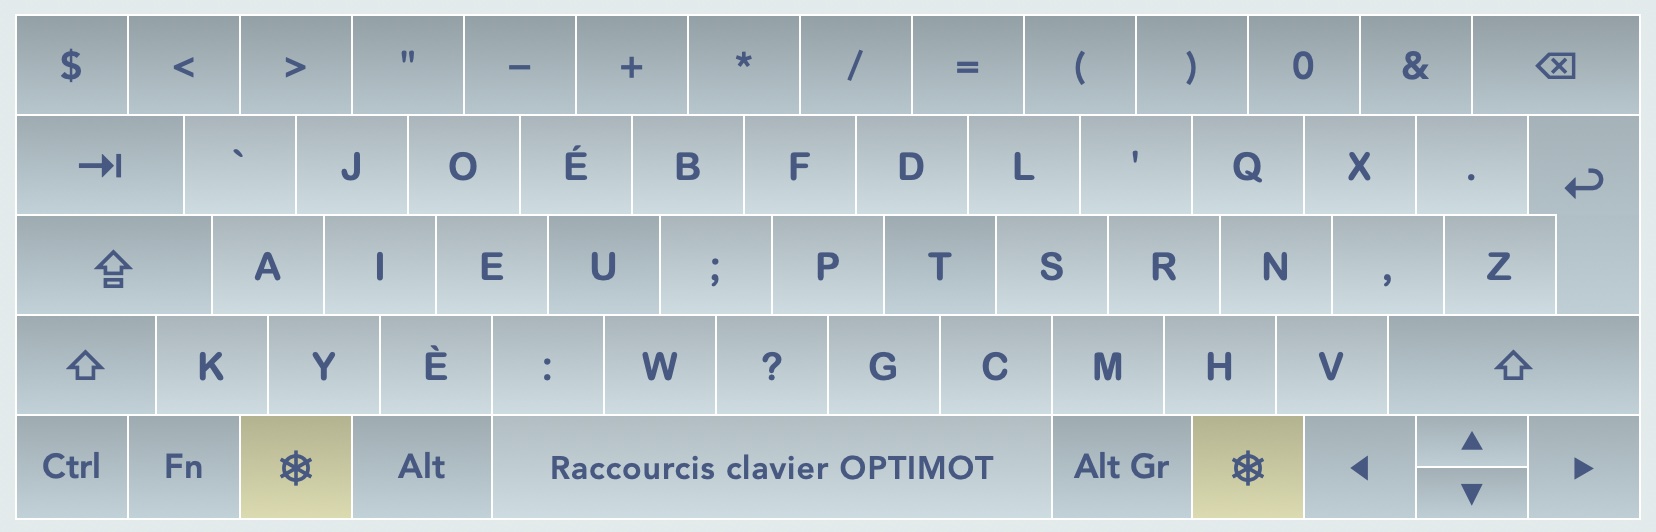 $ < > " − + * / = ( ) 0 &
` J O É B F D L ' Q X .
A I E U ; P T S R N , Z
K Y È : W ? G C M H V
Ctrl Fn Alt Raccourcis clavier OPTIMOT Alt Gr